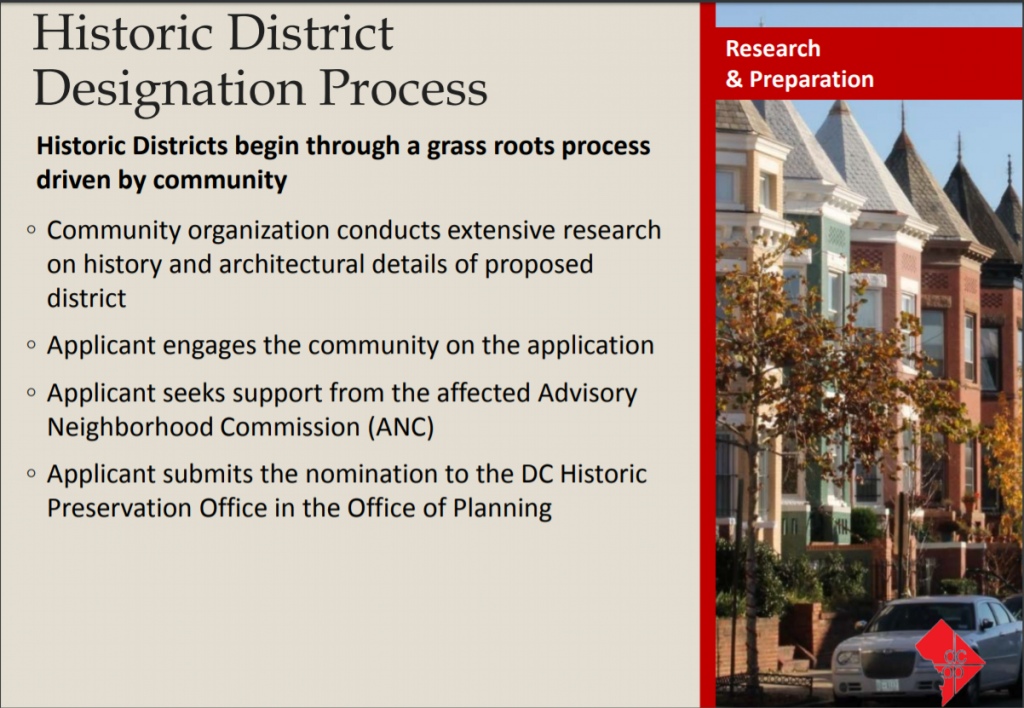 Historic District
Designation Process
Historic Districts begin through a grass roots process
driven by community
◦ Community organization conducts extensive research
on history and architectural details of proposed
district
◦ Applicant engages the community on the application
◦ Applicant seeks support from the affected Advisory
Neighborhood Commission (ANC)
◦ Applicant submits the nomination to the DC Historic
Preservation Office in the Office of Planning
Research
& Preparation
DC
OP